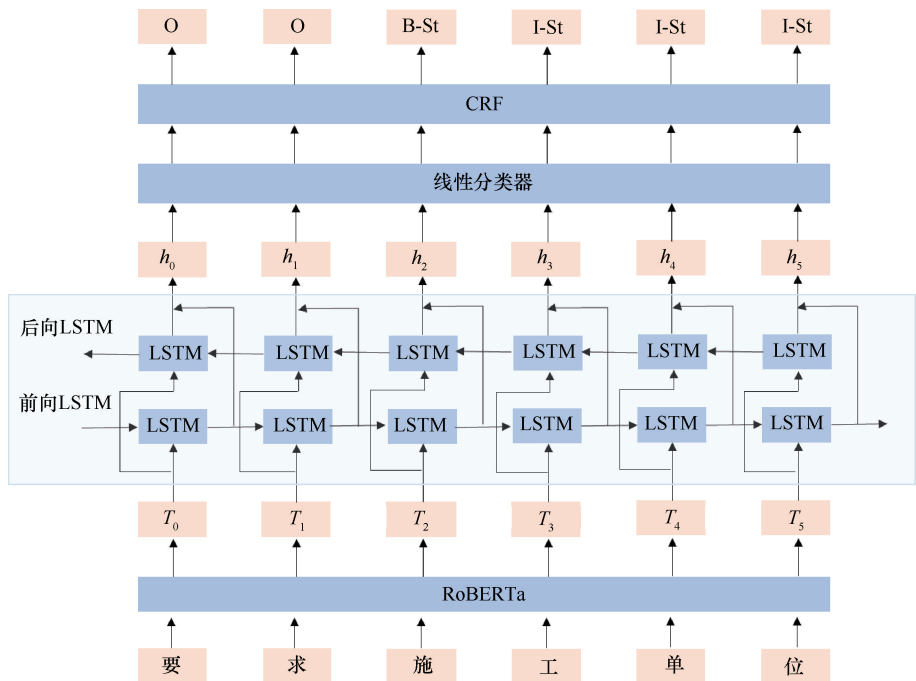 O O B-St I-St I-St I-St
CRF
线性分类器
h0 h1 h2 h3 h4 h5
后向LSTM
LSTM LSTM LSTM LSTM LSTM LSTM
前向LSTM
LSTM LSTM LSTM LSTM LSTM LSTM
T0 T1 T2 T3 T4 T5
RoBERTa
要 求 施 工 单 位